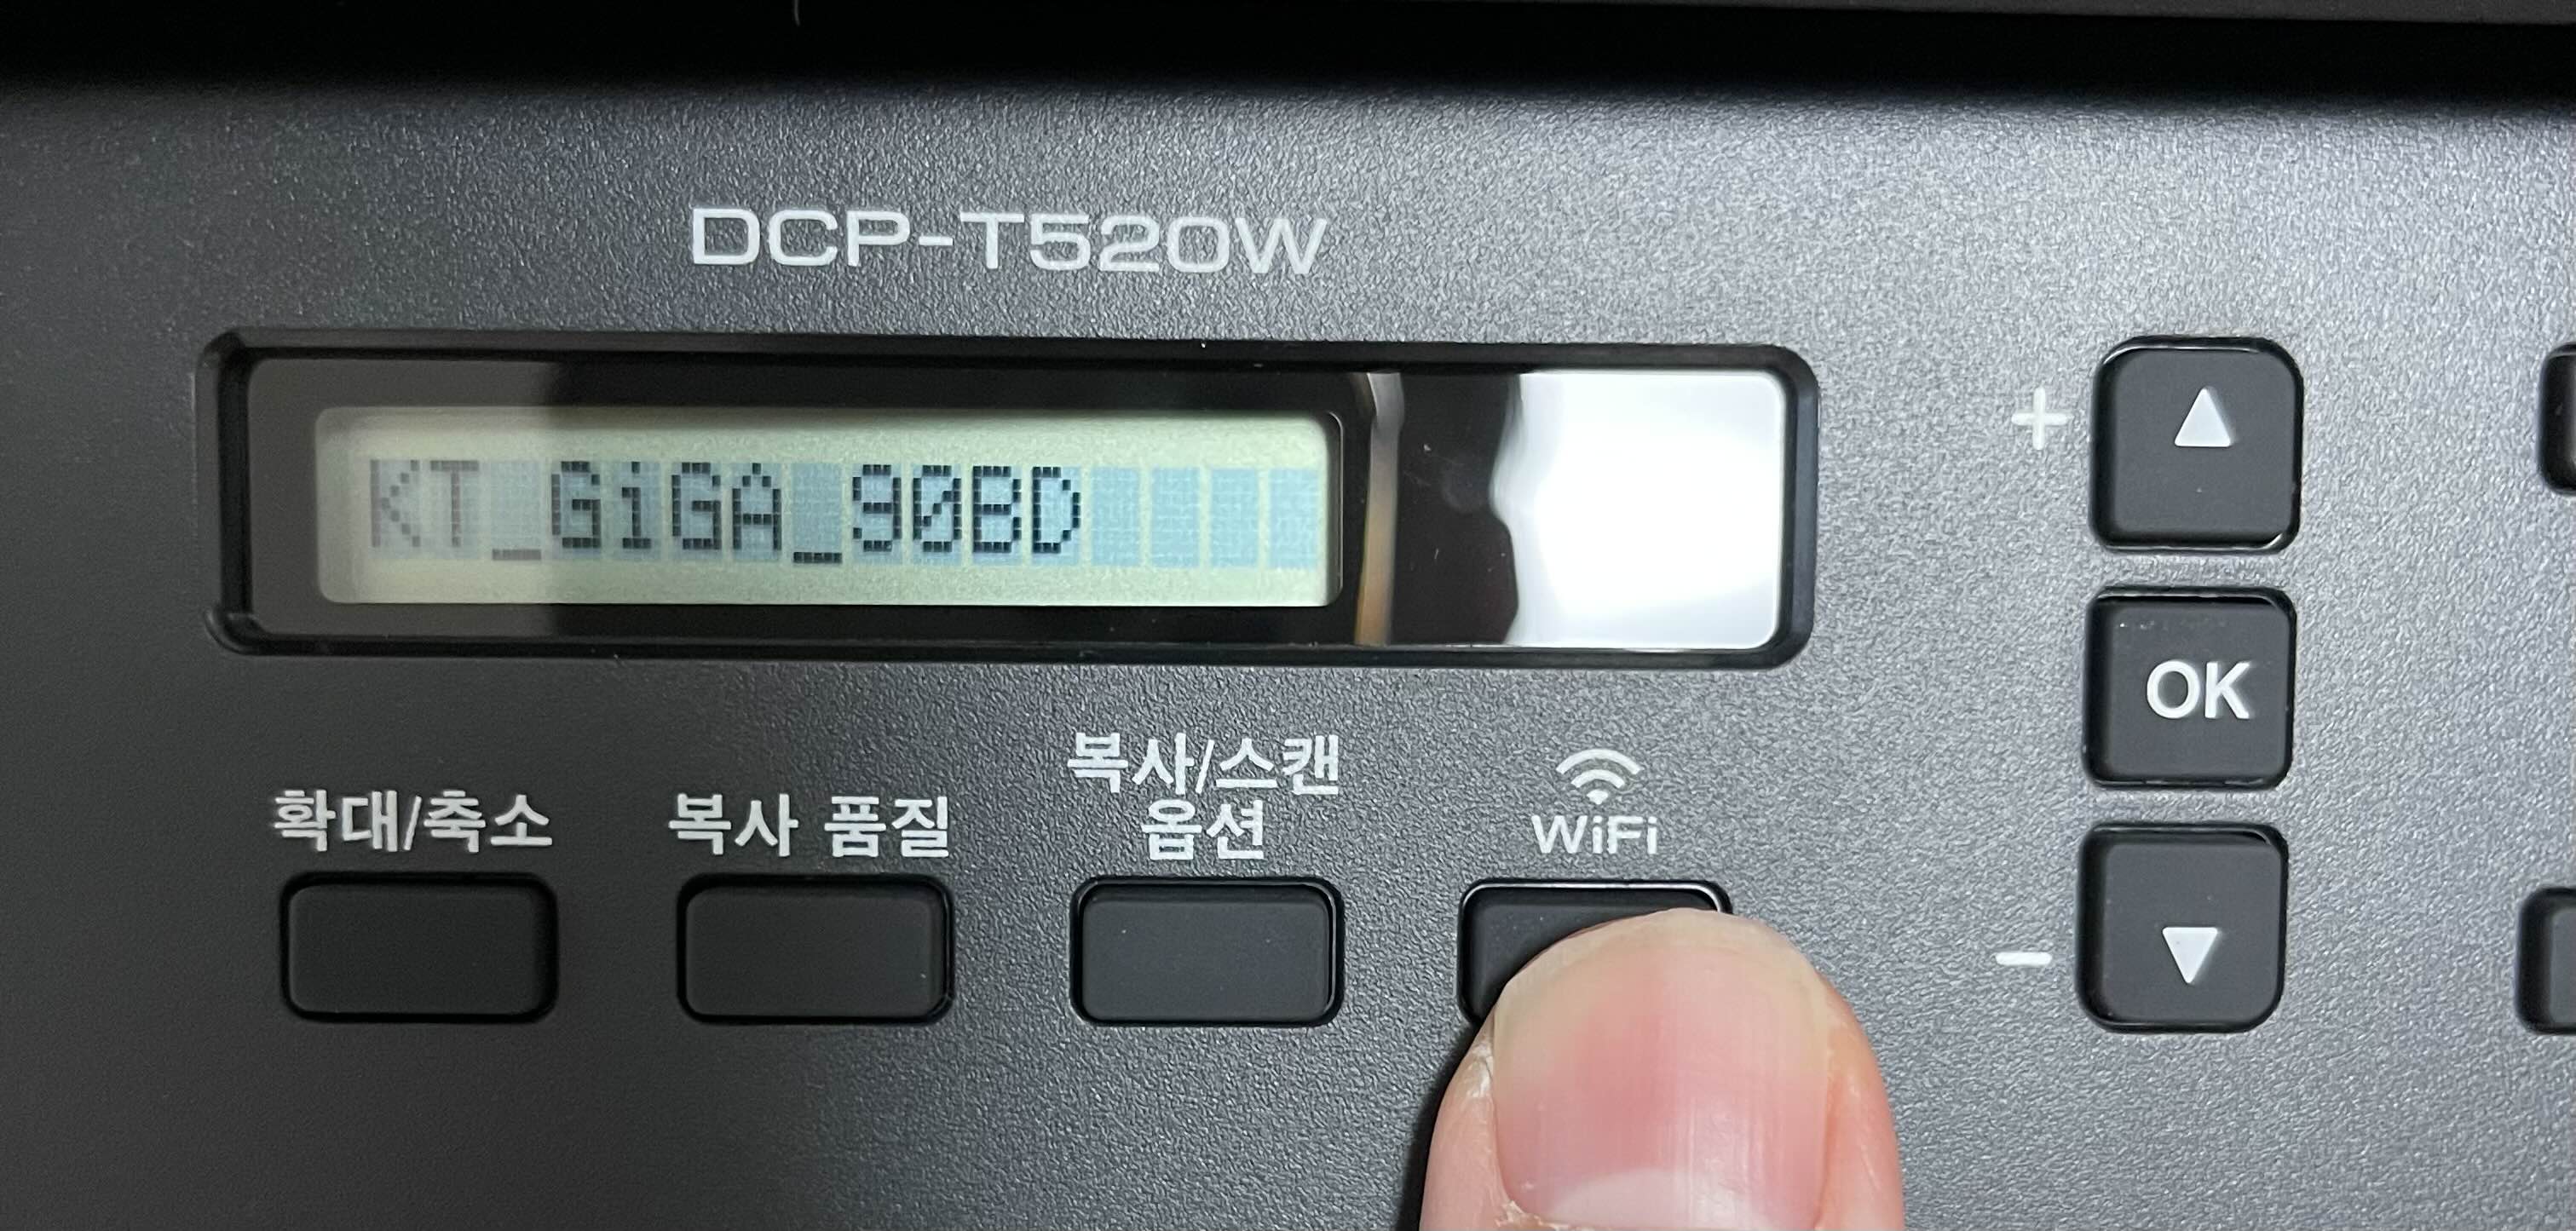 DCP-T520W
KT_GiGA_90BD
확대/축소
복사 품질
복사/스캔
옵션
WiFi
+
OK
−